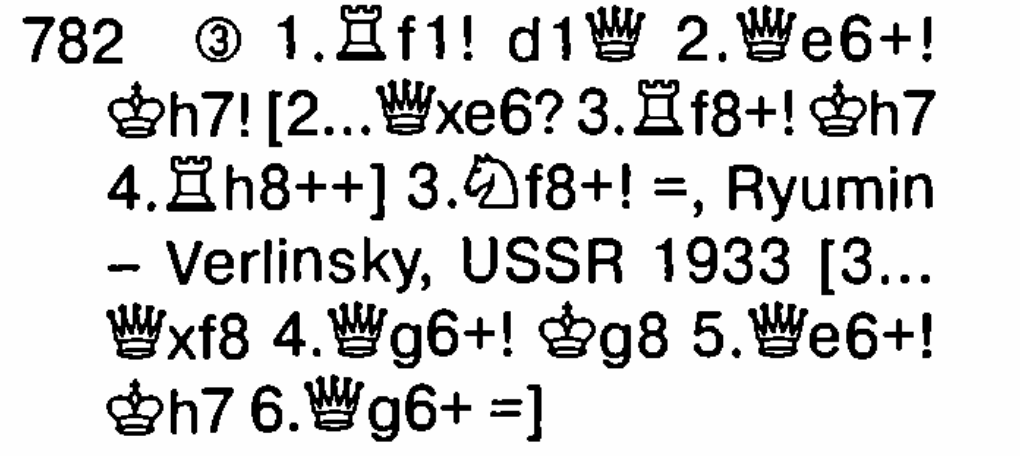 782 ③ 1.♖f1! d1♕ 2.♕e6+!
♔h7! [2...♕xe6? 3.♖f8+! ♔h7
4.♖h8++] 3.♘f8+! =, Ryumin
– Verlinsky, USSR 1933 [3...
♕xf8 4.♕g6+! ♔g8 5.♕e6+!
♔h7 6.♕g6+ =]